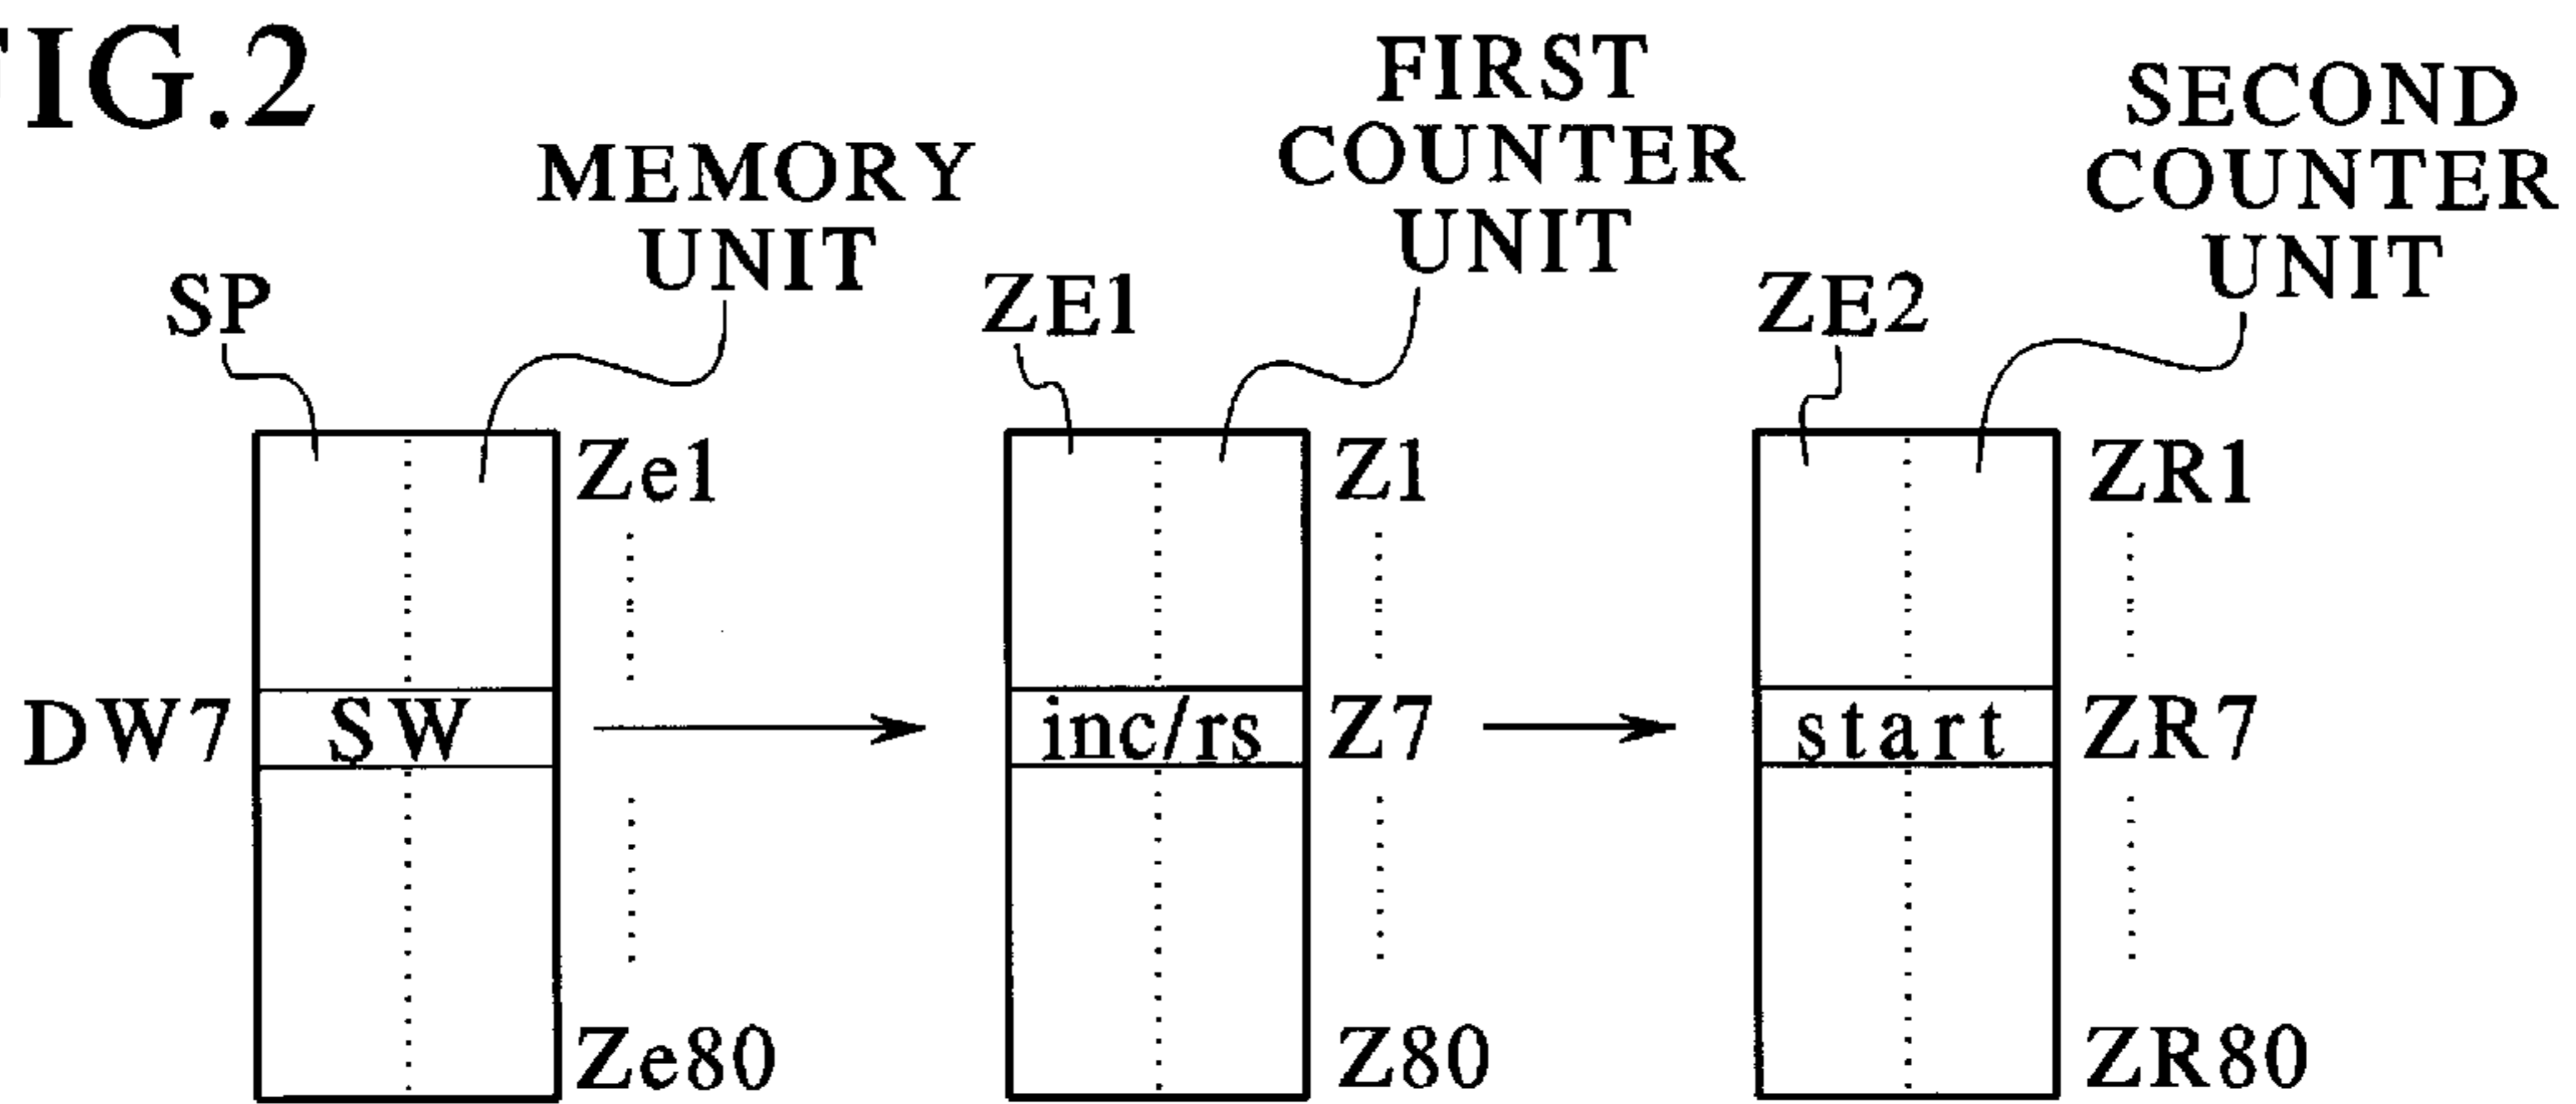 FIG.2
MEMORY
UNIT
FIRST
COUNTER
UNIT
SECOND
COUNTER
UNIT
SP
ZE1
ZE2
Ze1
Z1
ZR1
DW7
SW
inc/rs
Z7
start
ZR7
Ze80
Z80
ZR80